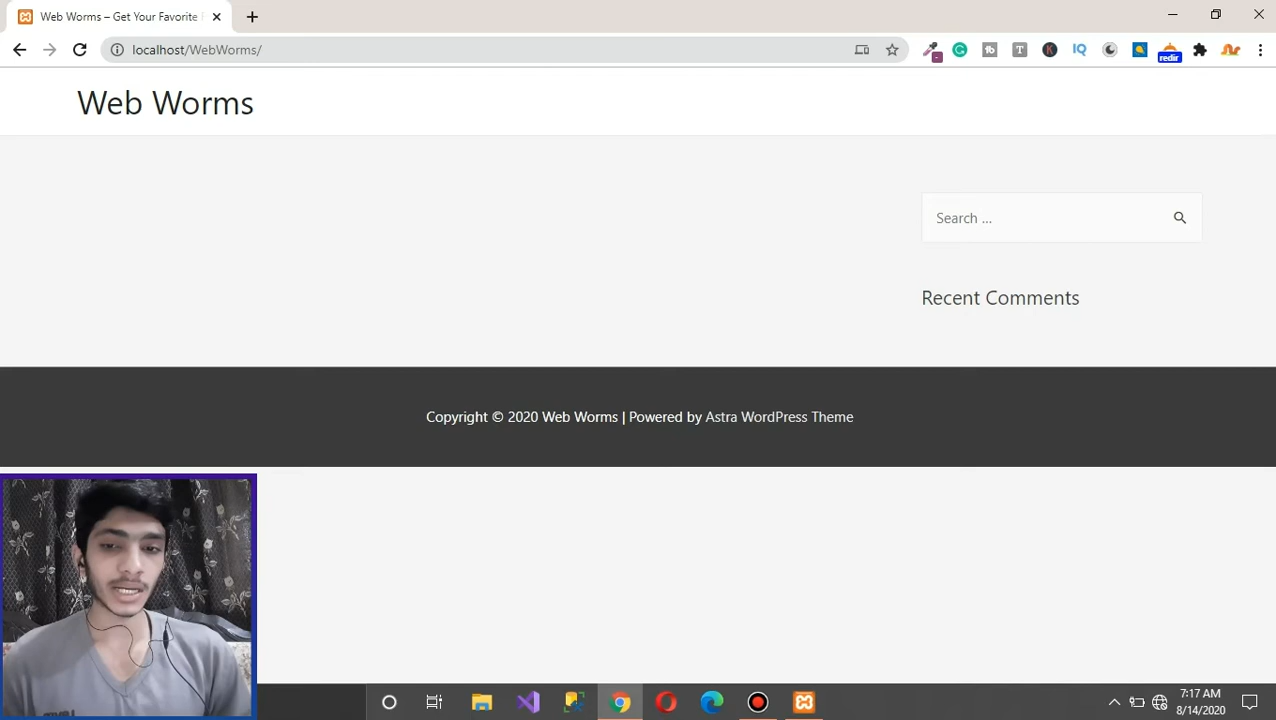 Web Worms – Get Your Favorite
localhost/WebWorms/
redir
Web Worms
Search ...
Recent Comments
Copyright © 2020 Web Worms | Powered by Astra WordPress Theme
7:17 AM
8/14/2020